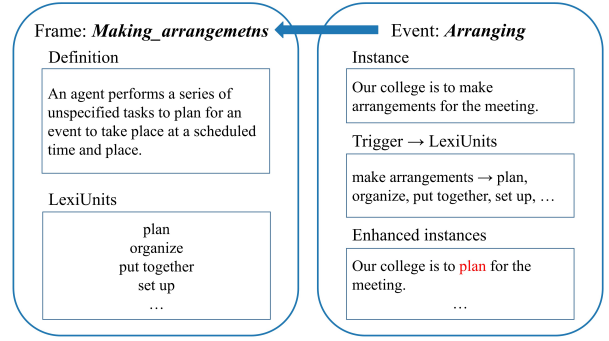 Frame: Making_arrangemetns
Definition
An agent performs a series of
unspecified tasks to plan for an
event to take place at a scheduled
time and place.
LexiUnits
plan
organize
put together
set up
…
Event: Arranging
Instance
Our college is to make
arrangements for the meeting.
Trigger → LexiUnits
make arrangements → plan,
organize, put together, set up, …
Enhanced instances
Our college is to plan for the
meeting.
…